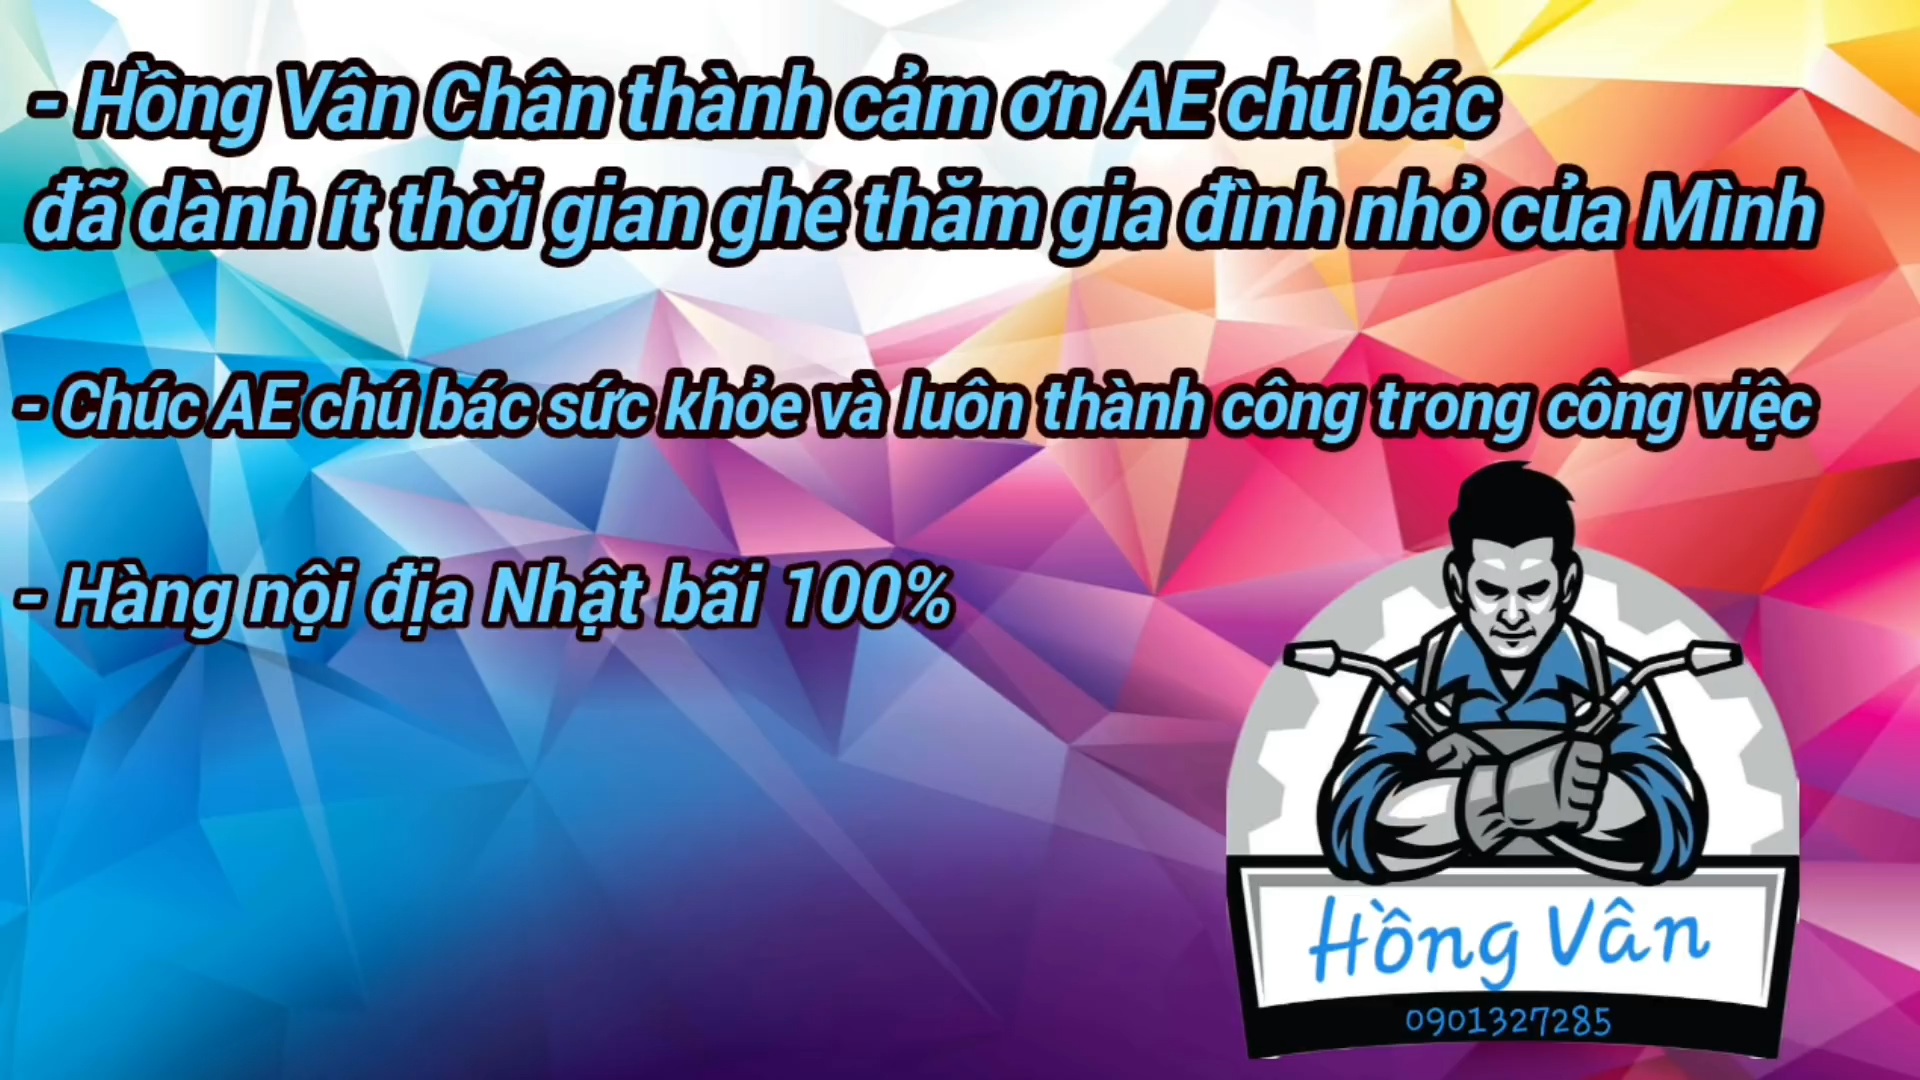 - Hồng Vân Chân thành cảm ơn AE chú bác
đã dành ít thời gian ghé thăm gia đình nhỏ của Mình
- Chúc AE chú bác sức khỏe và luôn thành công trong công việc
- Hàng nội địa Nhật bãi 100%
Hồng Vân
0901327285